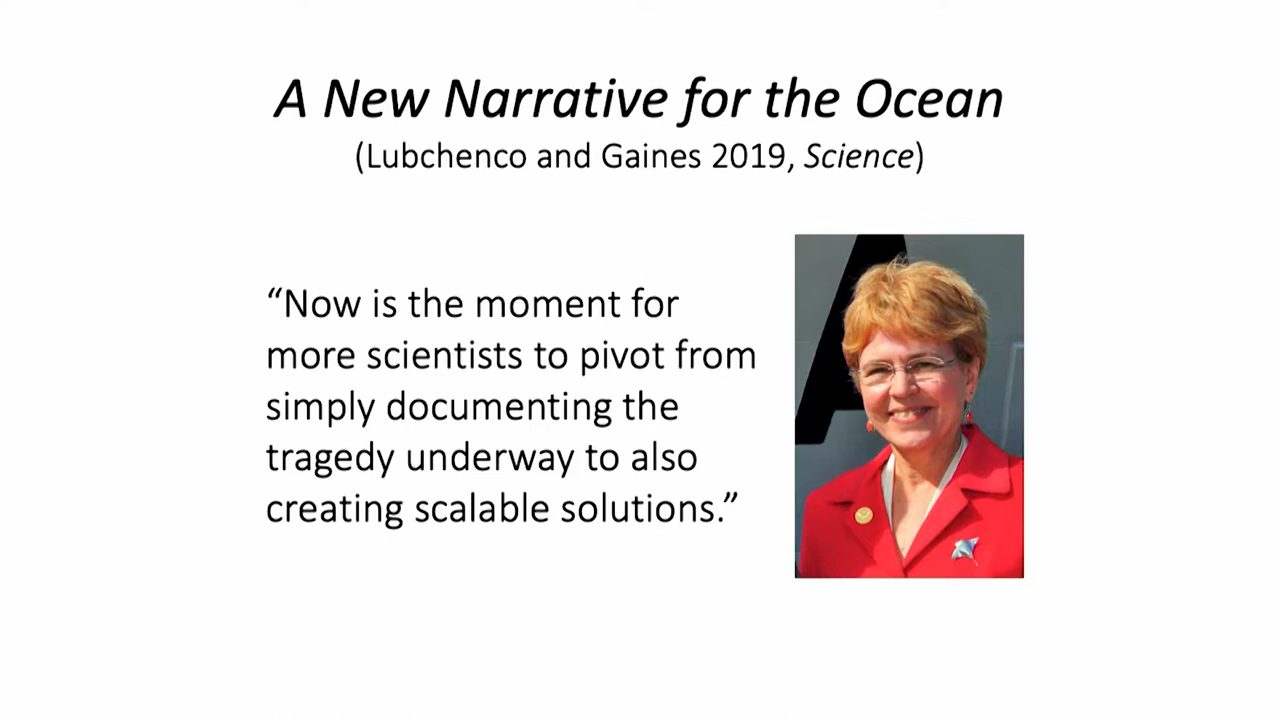 A New Narrative for the Ocean
(Lubchenco and Gaines 2019, Science)
“Now is the moment for
more scientists to pivot from
simply documenting the
tragedy underway to also
creating scalable solutions.”